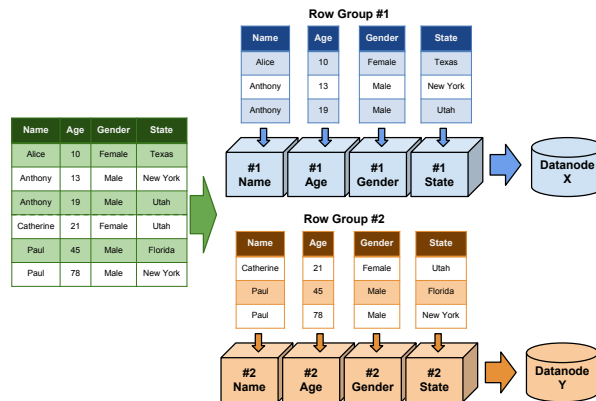 Row Group #1
Name Age Gender State
Alice 10 Female Texas
Anthony 13 Male New York
Anthony 19 Male Utah
#1 Name #1 Age #1 Gender #1 State
Datanode X
Name Age Gender State
Alice 10 Female Texas
Anthony 13 Male New York
Anthony 19 Male Utah
Catherine 21 Female Utah
Paul 45 Male Florida
Paul 78 Male New York
Row Group #2
Name Age Gender State
Catherine 21 Female Utah
Paul 45 Male Florida
Paul 78 Male New York
#2 Name #2 Age #2 Gender #2 State
Datanode Y